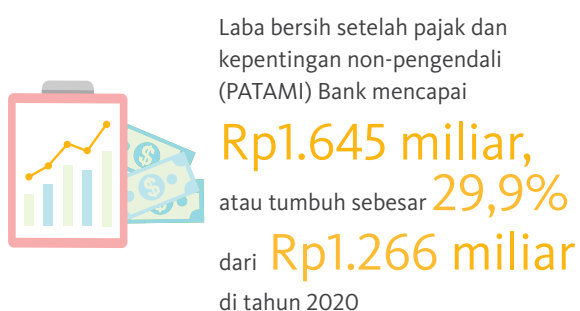 Laba bersih setelah pajak dan
kepentingan non-pengendali
(PATAMI) Bank mencapai
Rp1.645 miliar,
atau tumbuh sebesar 29,9%
dari Rp1.266 miliar
di tahun 2020